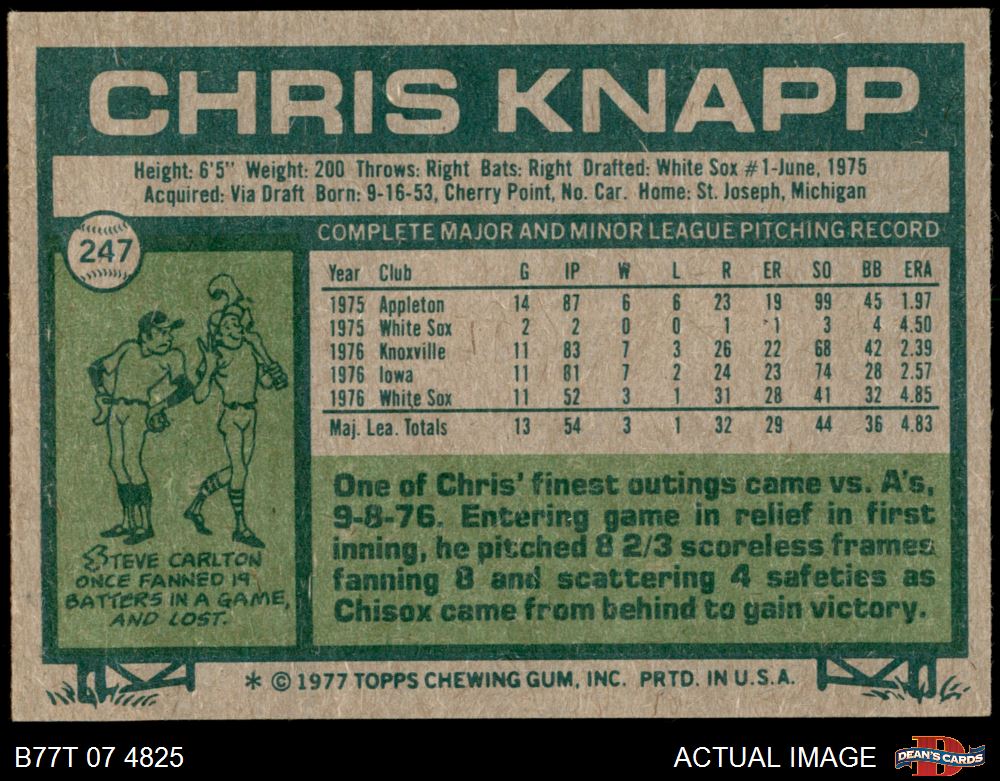 CHRIS KNAPP
Height: 6'5" Weight: 200 Throws: Right Bats: Right Drafted: White Sox #1-June, 1975
Acquired: Via Draft Born: 9-16-53, Cherry Point, No. Car. Home: St. Joseph, Michigan
247
COMPLETE MAJOR AND MINOR LEAGUE PITCHING RECORD
Year Club G IP W L R ER SO BB ERA
1975 Appleton 14 87 6 6 23 19 99 45 1.97
1975 White Sox 2 2 0 0 1 1 3 4 4.50
1976 Knoxville 11 83 7 3 26 22 68 42 2.39
1976 Iowa 11 81 7 2 24 23 74 28 2.57
1976 White Sox 11 52 3 1 31 28 41 32 4.85
Maj. Lea. Totals 13 54 3 1 32 29 44 36 4.83
One of Chris' finest outings came vs. A's,
9-8-76. Entering game in relief in first
inning, he pitched 8 2/3 scoreless frames
fanning 8 and scattering 4 safeties as
Chisox came from behind to gain victory.
STEVE CARLTON
ONCE FANNED 19
BATTERS IN A GAME,
AND LOST.
* © 1977 TOPPS CHEWING GUM, INC. PRTD. IN U.S.A.
B77T 07 4825
ACTUAL IMAGE
D
DEAN'S CARDS